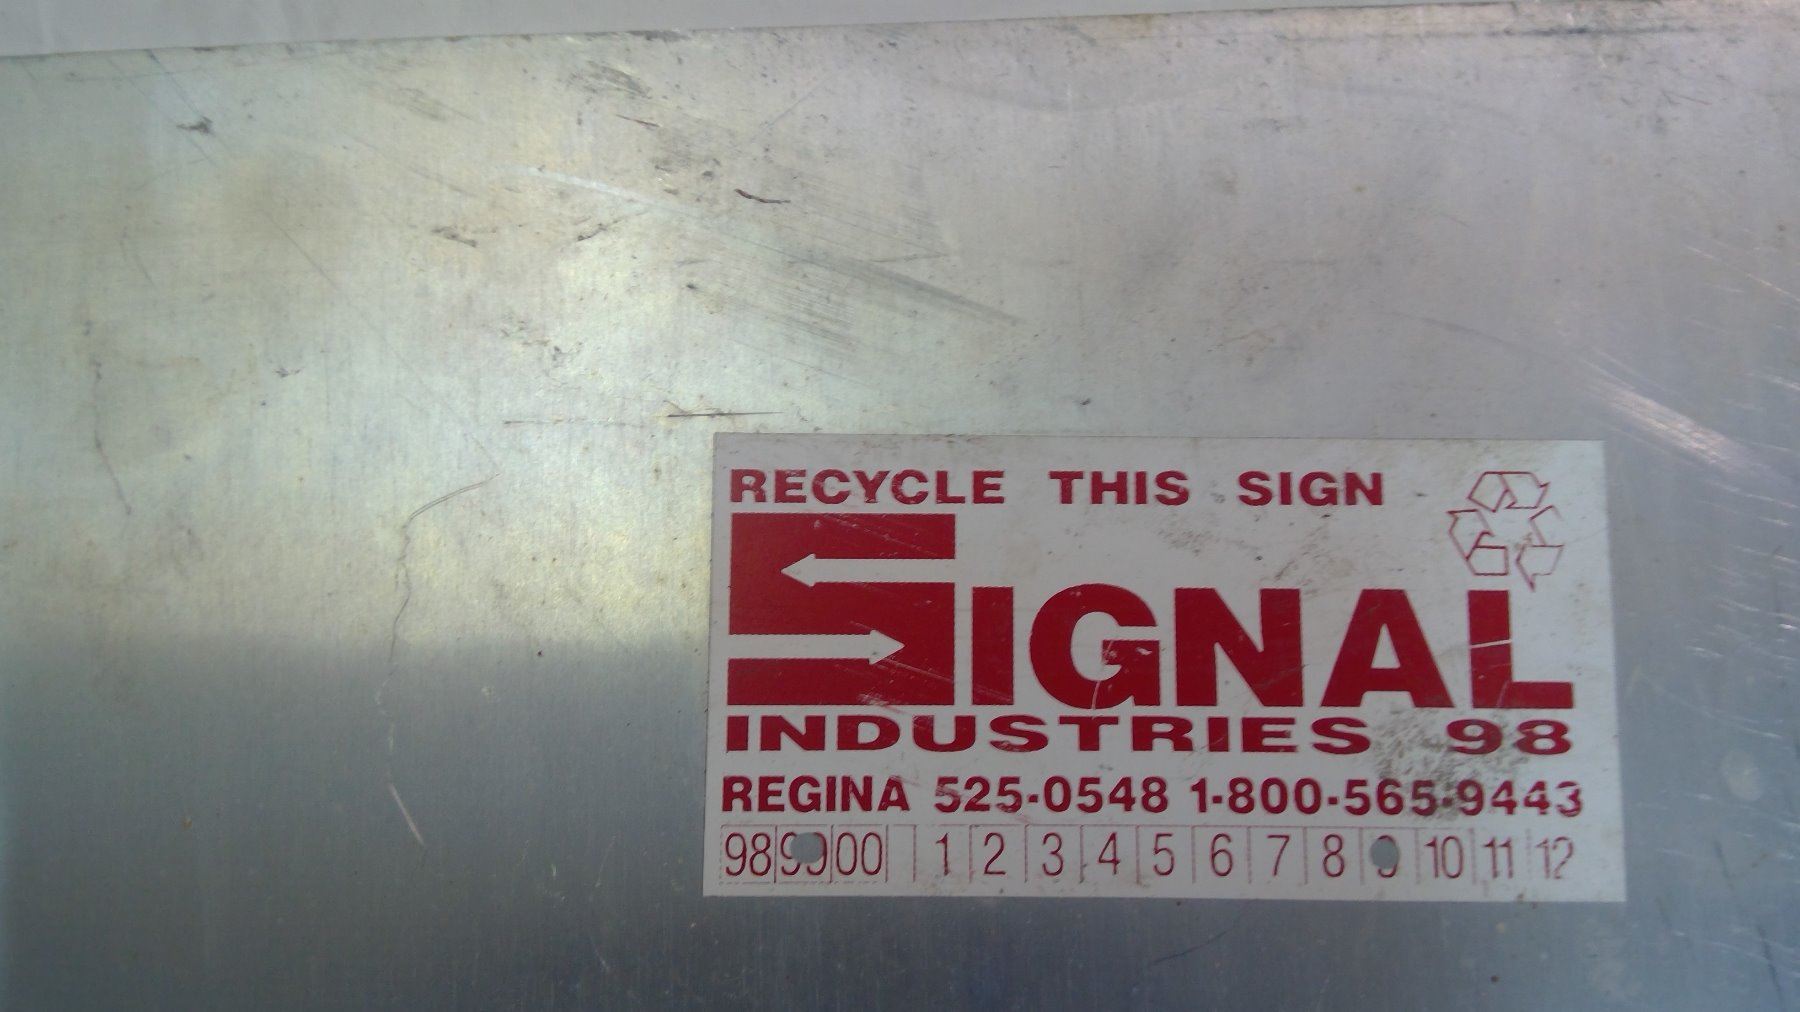 RECYCLE THIS SIGN
SIGNAL
INDUSTRIES 98
REGINA 525-0548 1-800-565-9443
98 99 00 1 2 3 4 5 6 7 8 9 10 11 12